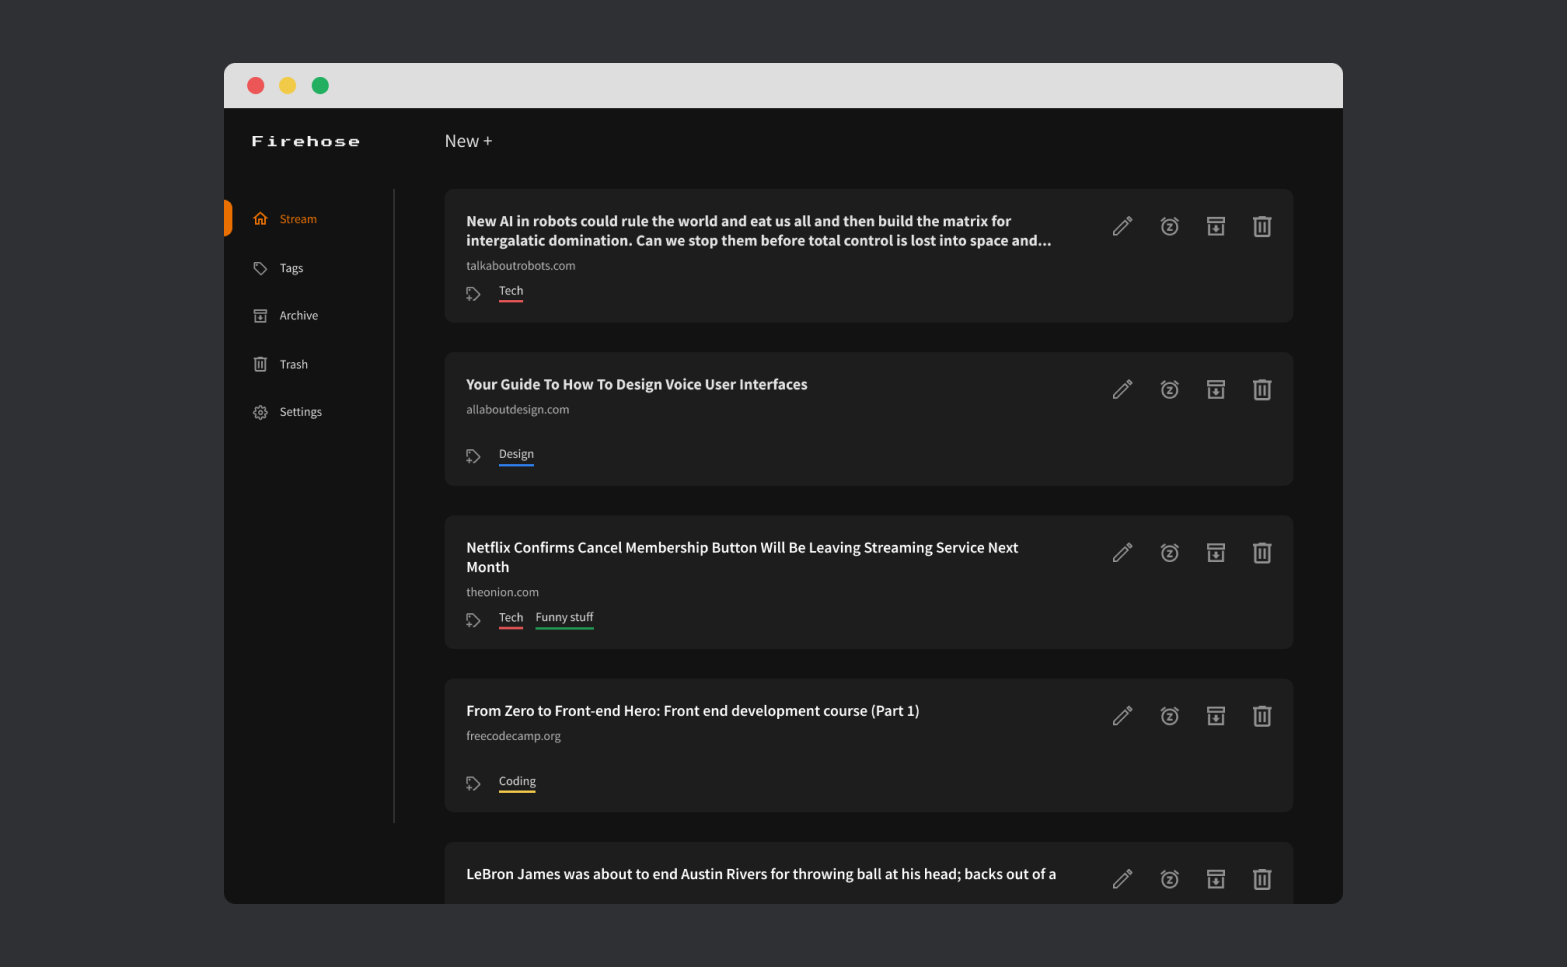 Firehose
New +
Stream
Tags
Archive
Trash
Settings
New AI in robots could rule the world and eat us all and then build the matrix for
intergalatic domination. Can we stop them before total control is lost into space and...
talkaboutrobots.com
Tech
Your Guide To How To Design Voice User Interfaces
allaboutdesign.com
Design
Netflix Confirms Cancel Membership Button Will Be Leaving Streaming Service Next
Month
theonion.com
Tech Funny stuff
From Zero to Front-end Hero: Front end development course (Part 1)
freecodecamp.org
Coding
LeBron James was about to end Austin Rivers for throwing ball at his head; backs out of a